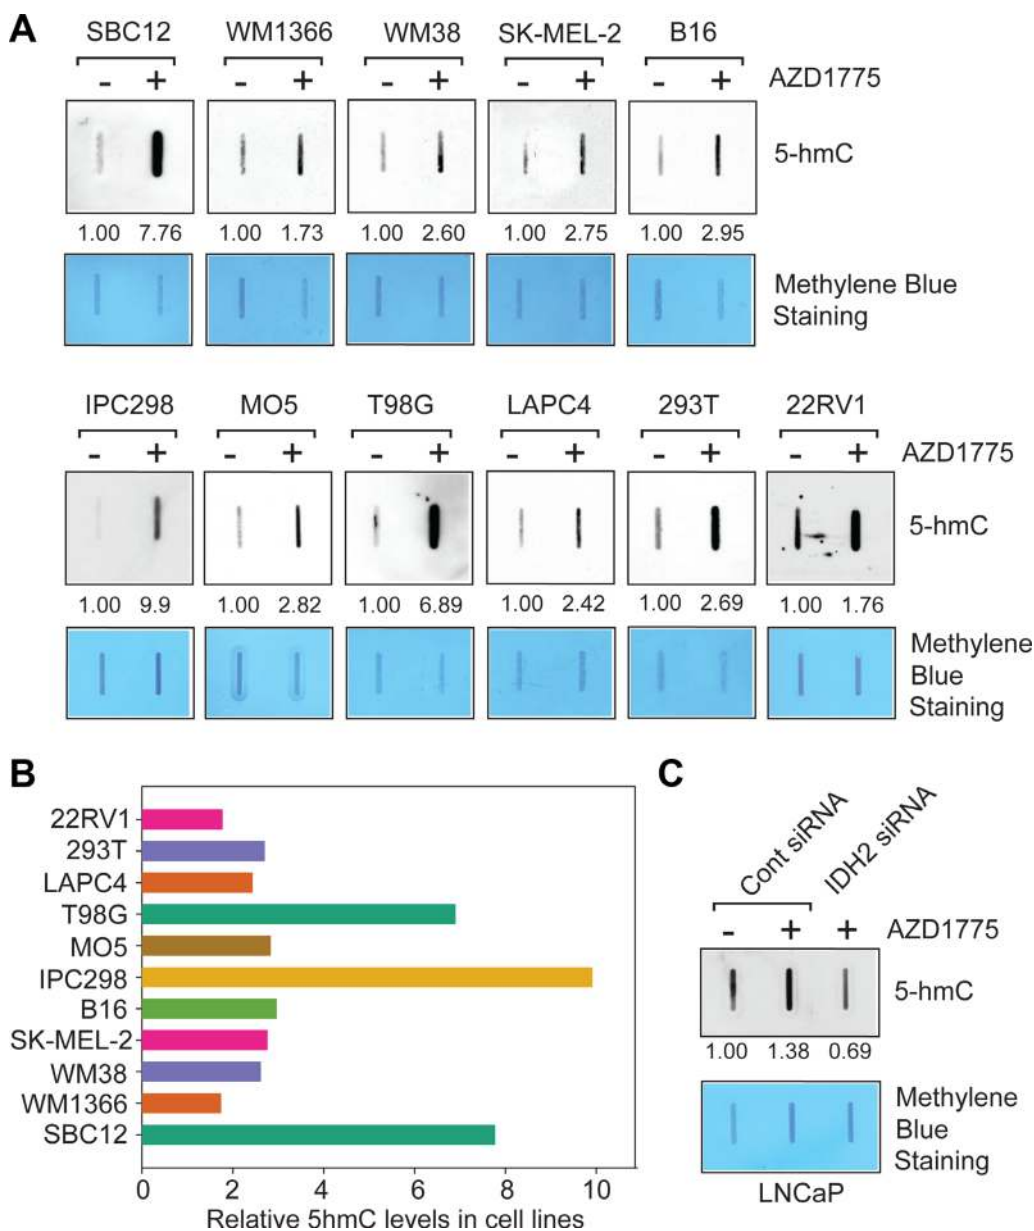 A
SBC12 WM1366 WM38 SK-MEL-2 B16
- + - + - + - + - + AZD1775
5-hmC
1.00 7.76 1.00 1.73 1.00 2.60 1.00 2.75 1.00 2.95
Methylene Blue
Staining
IPC298 MO5 T98G LAPC4 293T 22RV1
- + - + - + - + - + - + AZD1775
5-hmC
1.00 9.9 1.00 2.82 1.00 6.89 1.00 2.42 1.00 2.69 1.00 1.76
Methylene
Blue
Staining
B
22RV1
293T
LAPC4
T98G
MO5
IPC298
B16
SK-MEL-2
WM38
WM1366
SBC12
0 2 4 6 8 10
Relative 5hmC levels in cell lines
C
Cont siRNA
IDH2 siRNA
- + + AZD1775
5-hmC
1.00 1.38 0.69
Methylene
Blue
Staining
LNCaP